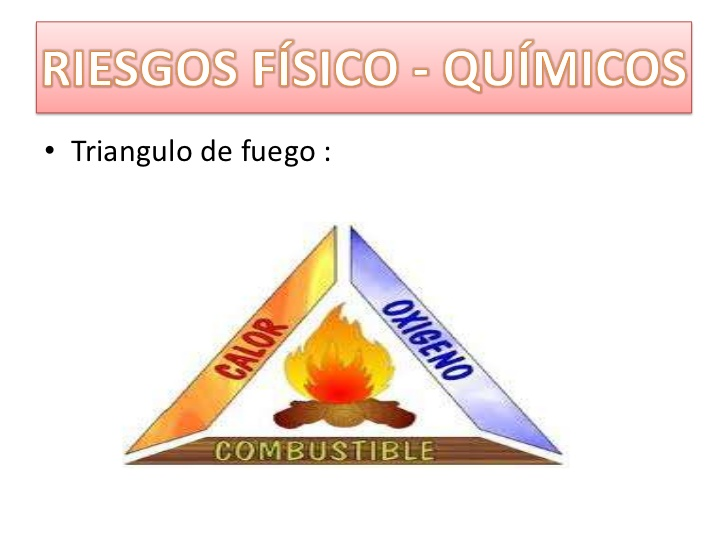 RIESGOS FÍSICO - QUÍMICOS
• Triangulo de fuego :
CALOR
OXIGENO
COMBUSTIBLE